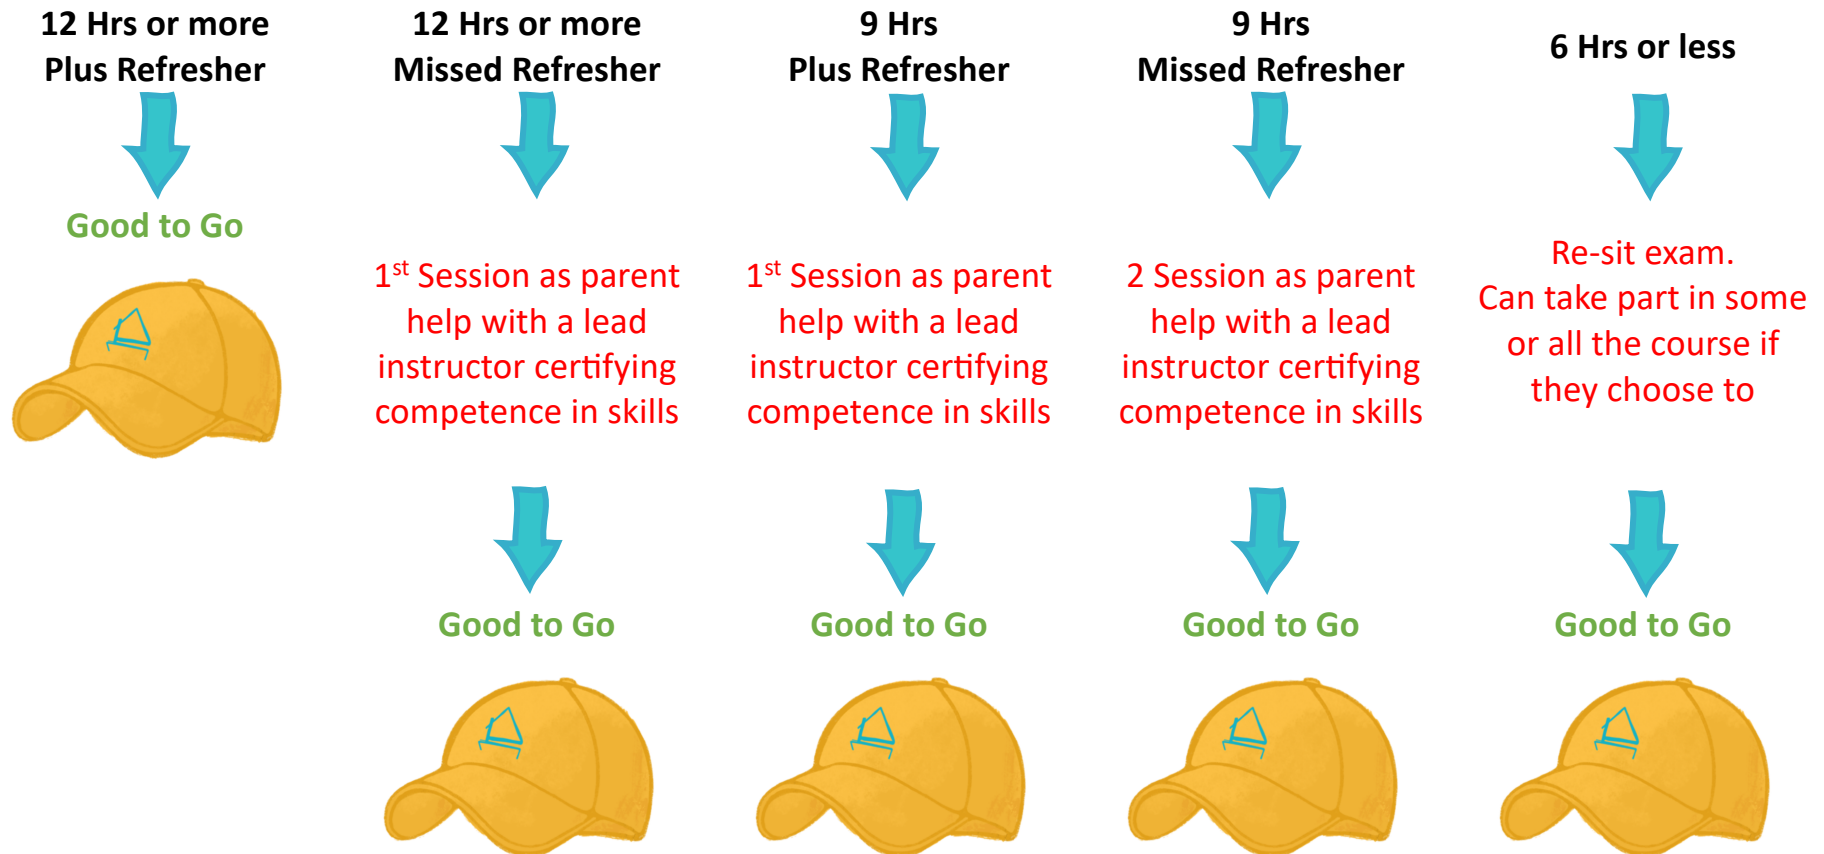 12 Hrs or more
Plus Refresher
Good to Go
12 Hrs or more
Missed Refresher
1st Session as parent
help with a lead
instructor certifying
competence in skills
Good to Go
9 Hrs
Plus Refresher
1st Session as parent
help with a lead
instructor certifying
competence in skills
Good to Go
9 Hrs
Missed Refresher
2 Session as parent
help with a lead
instructor certifying
competence in skills
Good to Go
6 Hrs or less
Re-sit exam.
Can take part in some
or all the course if
they choose to
Good to Go